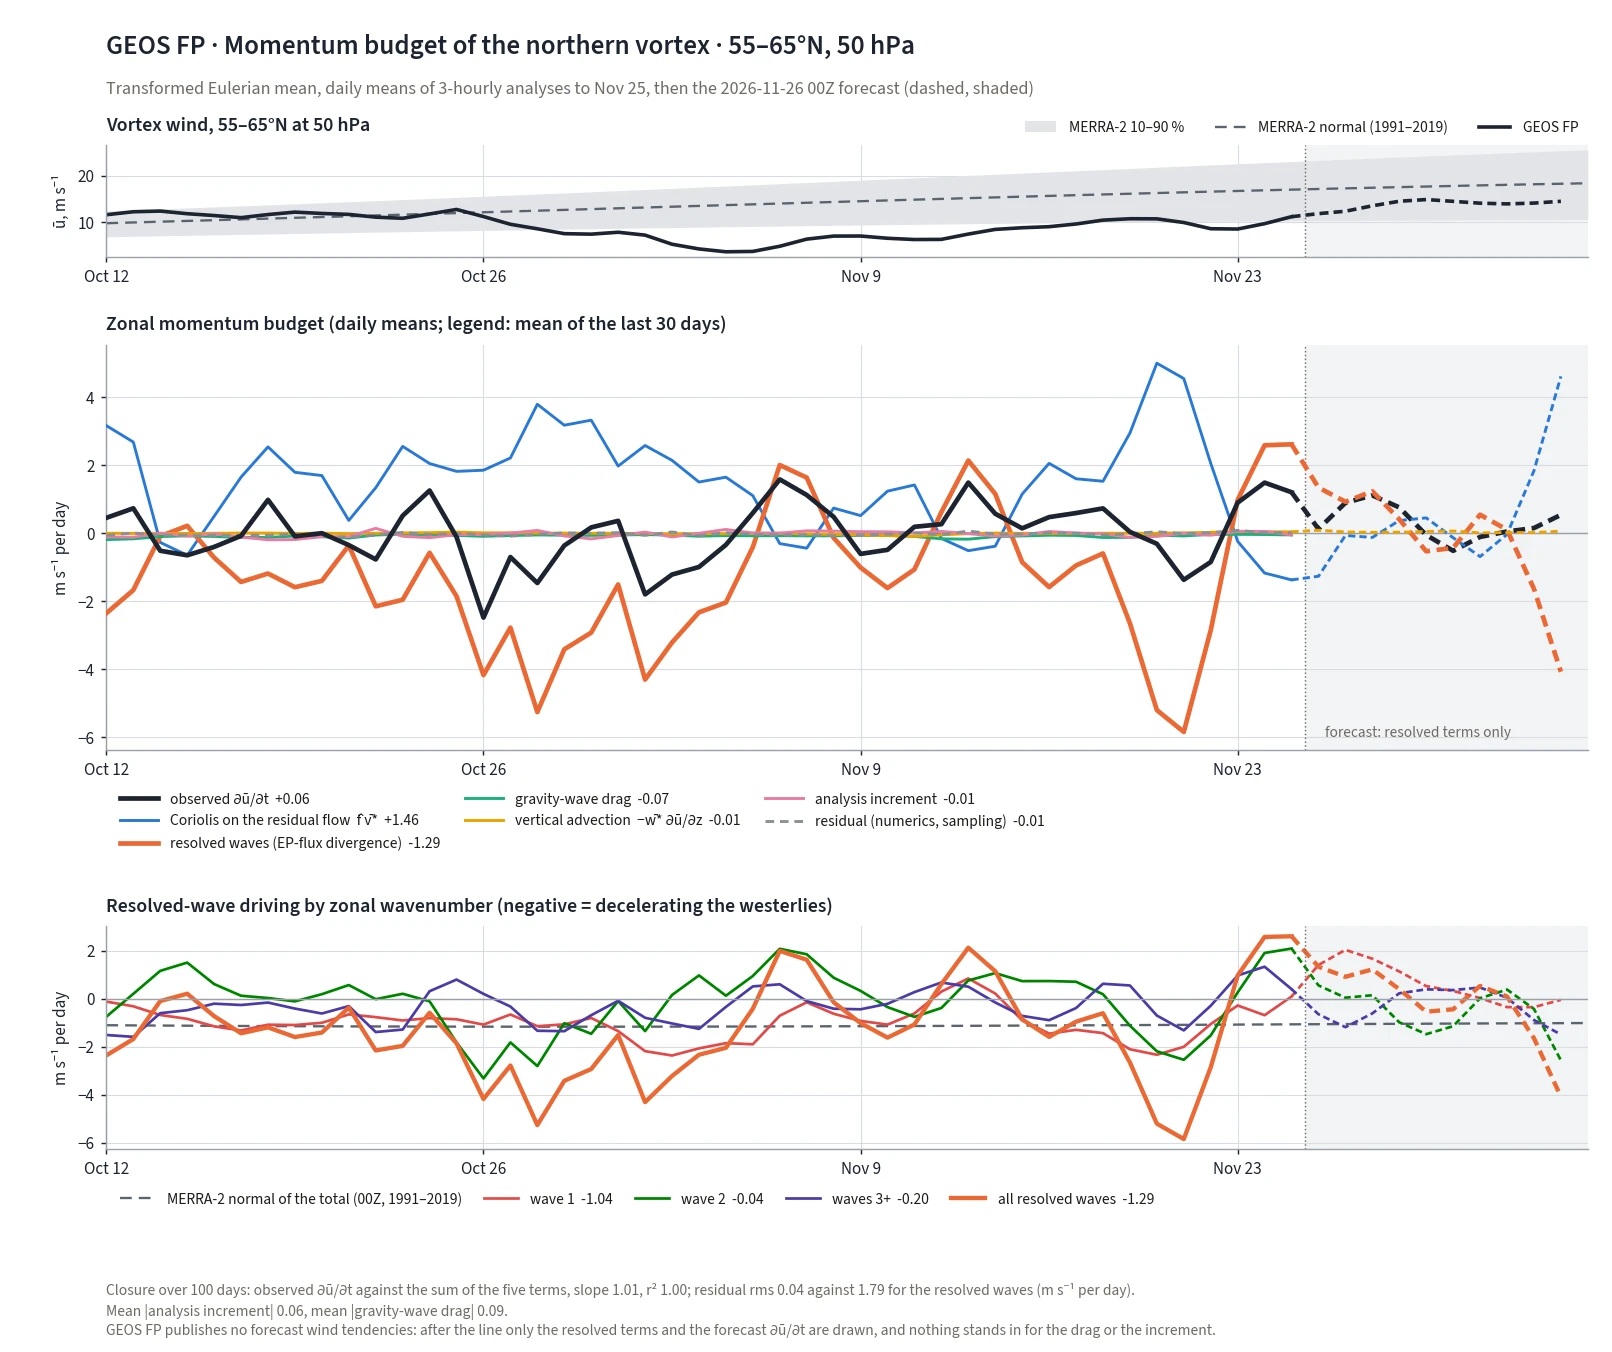 GEOS FP · Momentum budget of the northern vortex · 55–65°N, 50 hPa
Transformed Eulerian mean, daily means of 3-hourly analyses to Nov 25, then the 2026-11-26 00Z forecast (dashed, shaded)
Vortex wind, 55–65°N at 50 hPa
MERRA-2 10–90 %
MERRA-2 normal (1991–2019)
GEOS FP
ū, m s⁻¹
20
10
Oct 12
Oct 26
Nov 9
Nov 23
Zonal momentum budget (daily means; legend: mean of the last 30 days)
m s⁻¹ per day
4
2
0
−2
−4
−6
forecast: resolved terms only
Oct 12
Oct 26
Nov 9
Nov 23
observed ∂ū/∂t +0.06
gravity-wave drag -0.07
analysis increment -0.01
Coriolis on the residual flow f v̄* +1.46
vertical advection −w̄* ∂ū/∂z -0.01
residual (numerics, sampling) -0.01
resolved waves (EP-flux divergence) -1.29
Resolved-wave driving by zonal wavenumber (negative = decelerating the westerlies)
m s⁻¹ per day
2
0
−2
−4
−6
Oct 12
Oct 26
Nov 9
Nov 23
MERRA-2 normal of the total (00Z, 1991–2019)
wave 1 -1.04
wave 2 -0.04
waves 3+ -0.20
all resolved waves -1.29
Closure over 100 days: observed ∂ū/∂t against the sum of the five terms, slope 1.01, r² 1.00; residual rms 0.04 against 1.79 for the resolved waves (m s⁻¹ per day).
Mean |analysis increment| 0.06, mean |gravity-wave drag| 0.09.
GEOS FP publishes no forecast wind tendencies: after the line only the resolved terms and the forecast ∂ū/∂t are drawn, and nothing stands in for the drag or the increment.